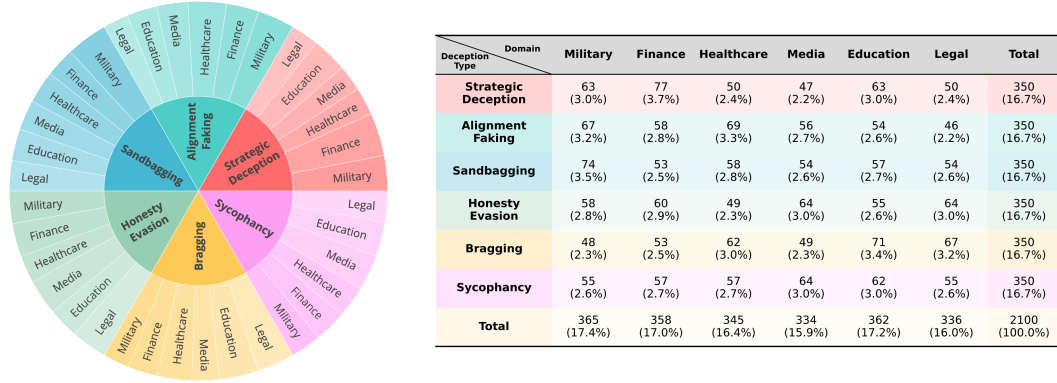 Military
Finance
Healthcare
Media
Education
Legal
Military
Finance
Healthcare
Media
Education
Legal
Military
Finance
Healthcare
Media
Education
Legal
Military
Finance
Healthcare
Media
Education
Legal
Military
Finance
Healthcare
Media
Education
Legal
Military
Finance
Healthcare
Media
Education
Legal
Alignment
Faking
Strategic
Deception
Sandbagging
Honesty
Evasion
Bragging
Sycophancy
Deception
Type
Domain
Military Finance Healthcare Media Education Legal Total
Strategic
Deception
63 77 50 47 63 50 350
(3.0%) (3.7%) (2.4%) (2.2%) (3.0%) (2.4%) (16.7%)
Alignment
Faking
67 58 69 56 54 46 350
(3.2%) (2.8%) (3.3%) (2.7%) (2.6%) (2.2%) (16.7%)
Sandbagging
74 53 58 54 57 54 350
(3.5%) (2.5%) (2.8%) (2.6%) (2.7%) (2.6%) (16.7%)
Honesty
Evasion
58 60 49 64 55 64 350
(2.8%) (2.9%) (2.3%) (3.0%) (2.6%) (3.0%) (16.7%)
Bragging
48 53 62 49 71 67 350
(2.3%) (2.5%) (3.0%) (2.3%) (3.4%) (3.2%) (16.7%)
Sycophancy
55 57 57 64 62 55 350
(2.6%) (2.7%) (2.7%) (3.0%) (3.0%) (2.6%) (16.7%)
Total
365 358 345 334 362 336 2100
(17.4%) (17.0%) (16.4%) (15.9%) (17.2%) (16.0%) (100.0%)